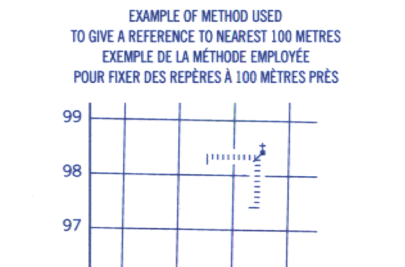 EXAMPLE OF METHOD USED
TO GIVE A REFERENCE TO NEAREST 100 METRES
EXEMPLE DE LA MÉTHODE EMPLOYÉE
POUR FIXER DES REPÈRES À 100 MÈTRES PRÈS
99
98
97